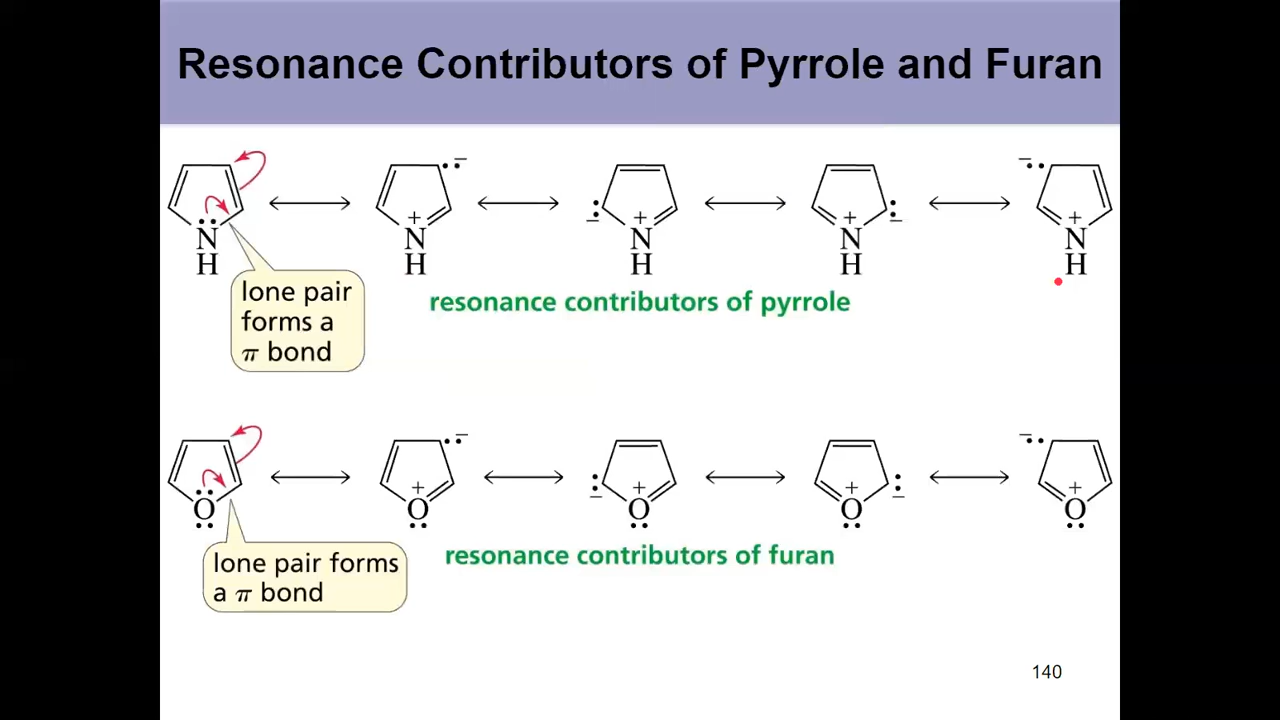 Resonance Contributors of Pyrrole and Furan
N
H
+
N
H
+
N
H
+
N
H
+
N
H
lone pair
forms a
π bond
resonance contributors of pyrrole
O
+
O
+
O
+
O
+
O
lone pair forms
a π bond
resonance contributors of furan
140